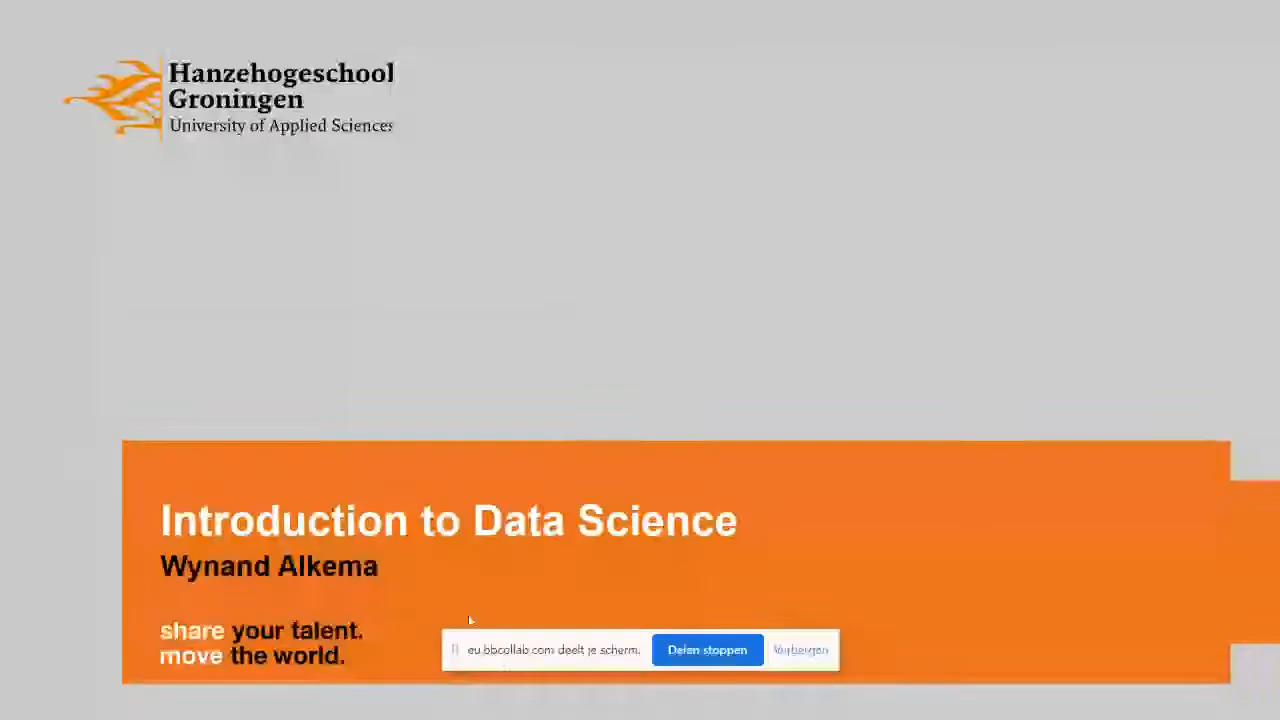 Hanzehogeschool
Groningen
University of Applied Sciences
Introduction to Data Science
Wynand Alkema
share your talent.
move the world.
eu.bbcollab.com deelt je scherm.
Delen stoppen
Verbergen